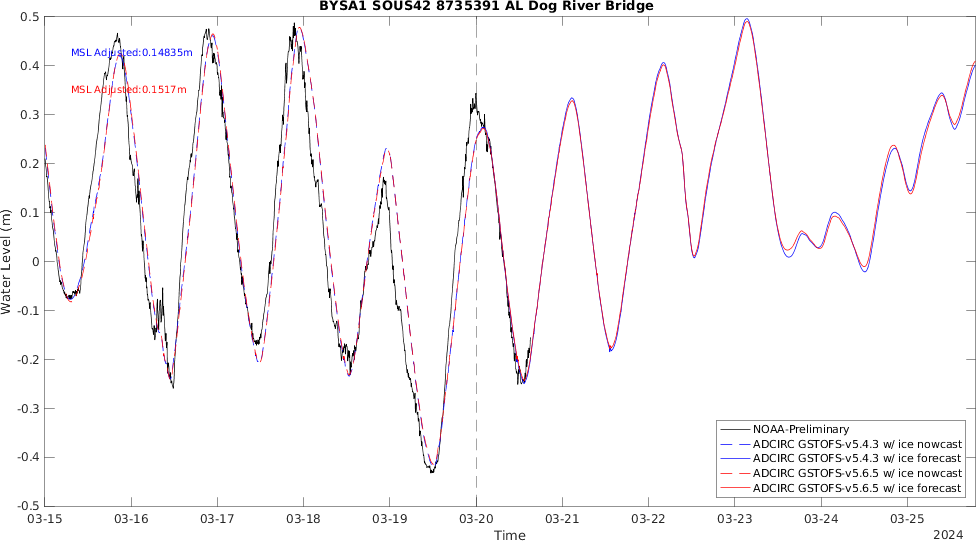 BYSA1 SOUS42 8735391 AL Dog River Bridge
MSL Adjusted:0.14835m
MSL Adjusted:0.1517m
Water Level (m)
0.5
0.4
0.3
0.2
0.1
0
-0.1
-0.2
-0.3
-0.4
-0.5
NOAA-Preliminary
ADCIRC GSTOFS-v5.4.3 w/ ice nowcast
ADCIRC GSTOFS-v5.4.3 w/ ice forecast
ADCIRC GSTOFS-v5.6.5 w/ ice nowcast
ADCIRC GSTOFS-v5.6.5 w/ ice forecast
03-15 03-16 03-17 03-18 03-19 03-20 03-21 03-22 03-23 03-24 03-25
Time
2024